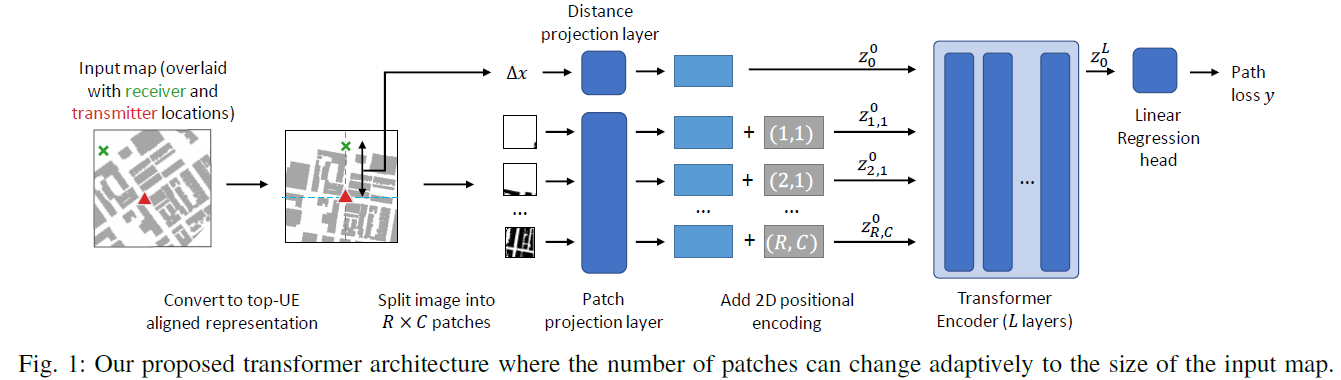 Distance
projection layer
Input map (overlaid
with receiver and
transmitter locations)
Δx
z_0^0
z_0^L
Path
loss y
Linear
Regression
head
(1,1)
+
z_{1,1}^0
(2,1)
+
z_{2,1}^0
...
...
...
...
(R, C)
+
z_{R,C}^0
Convert to top-UE
aligned representation
Split image into
R × C patches
Patch
projection layer
Add 2D positional
encoding
Transformer
Encoder (L layers)
Fig. 1: Our proposed transformer architecture where the number of patches can change adaptively to the size of the input map.